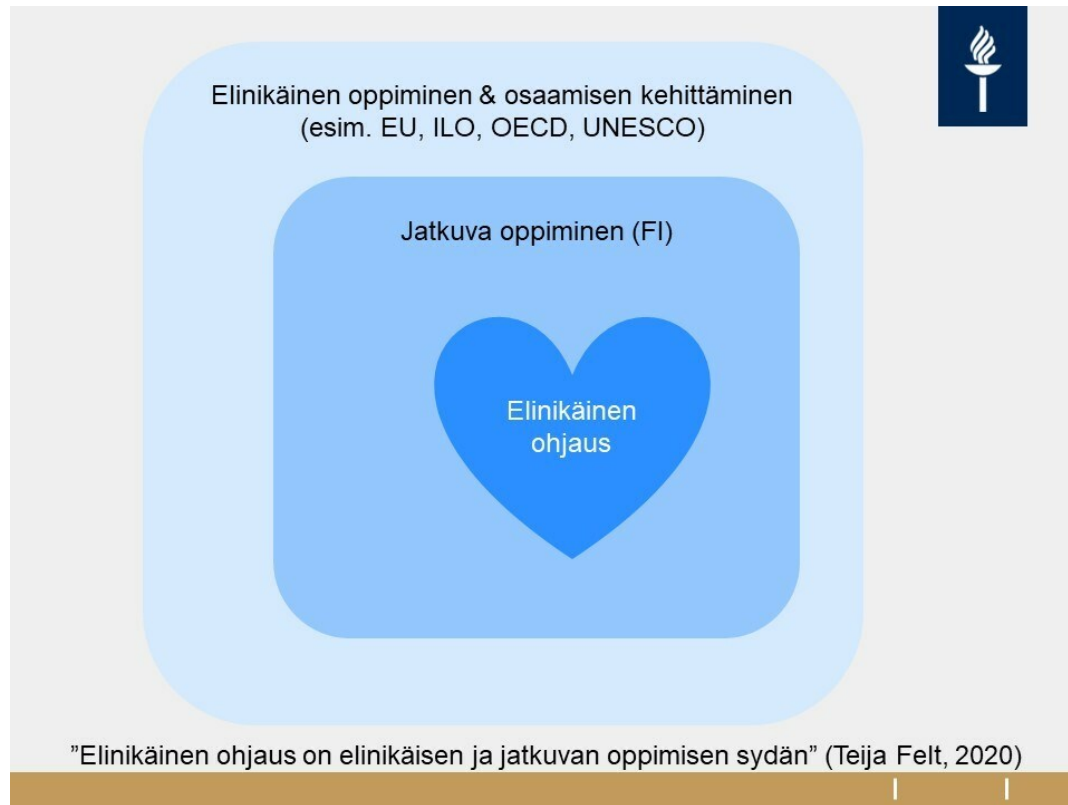 Elinikäinen oppiminen & osaamisen kehittäminen
(esim. EU, ILO, OECD, UNESCO)
Jatkuva oppiminen (FI)
Elinikäinen
ohjaus
”Elinikäinen ohjaus on elinikäisen ja jatkuvan oppimisen sydän” (Teija Felt, 2020)